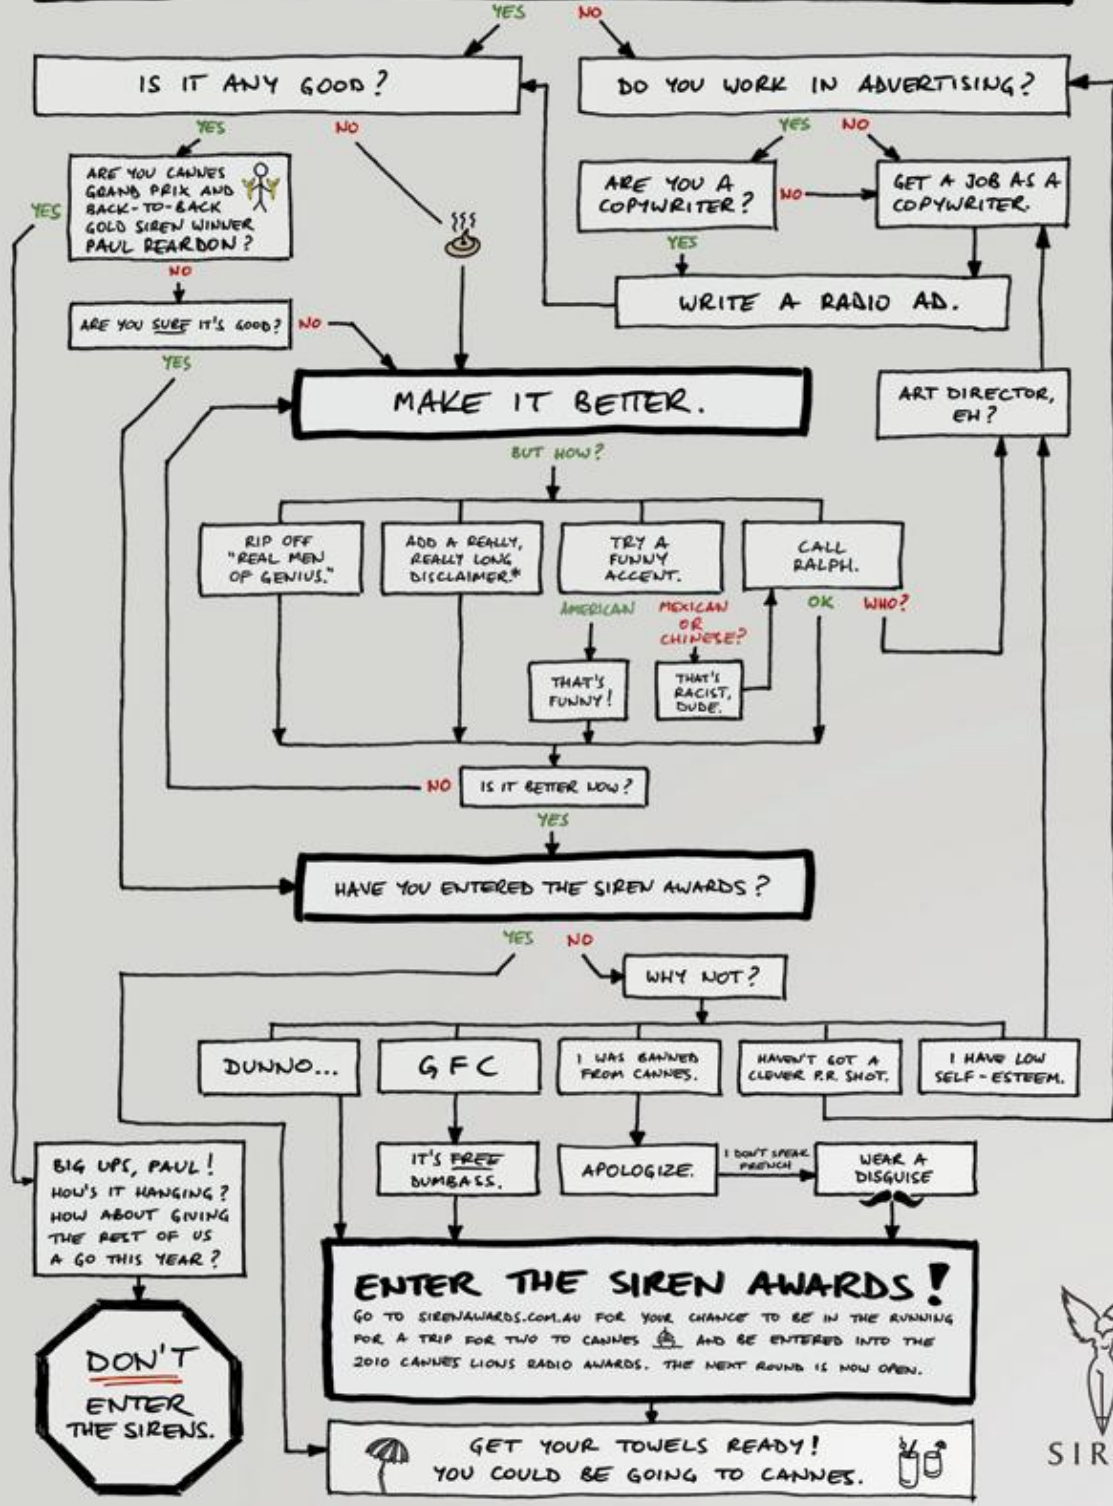 YES
NO
IS IT ANY GOOD?
DO YOU WORK IN ADVERTISING?
YES
NO
YES
NO
ARE YOU CANNES
GRAND PRIX AND
BACK-TO-BACK
GOLD SIREN WINNER
PAUL REARDON?
YES
NO
ARE YOU A
COPYWRITER?
NO
GET A JOB AS A
COPYWRITER.
YES
WRITE A RADIO AD.
ARE YOU SURE IT'S GOOD?
NO
YES
MAKE IT BETTER.
ART DIRECTOR,
EH?
BUT HOW?
RIP OFF
"REAL MEN
OF GENIUS."
ADD A REALLY,
REALLY LONG
DISCLAIMER.*
TRY A
FUNNY
ACCENT.
CALL
RALPH.
AMERICAN
MEXICAN
OR
CHINESE?
OK
WHO?
THAT'S
FUNNY!
THAT'S
RACIST,
DUDE.
NO
IS IT BETTER NOW?
YES
HAVE YOU ENTERED THE SIREN AWARDS?
YES
NO
WHY NOT?
DUNNO...
GFC
I WAS BANNED
FROM CANNES.
HAVEN'T GOT A
CLEVER P.R. SHOT.
I HAVE LOW
SELF-ESTEEM.
IT'S FREE
DUMBASS.
APOLOGIZE.
I DON'T SPEAK
FRENCH
WEAR A
DISGUISE
BIG UPS, PAUL!
HOW'S IT HANGING?
HOW ABOUT GIVING
THE REST OF US
A GO THIS YEAR?
DON'T
ENTER
THE SIRENS.
ENTER THE SIREN AWARDS!
GO TO SIRENAWARDS.COM.AU FOR YOUR CHANCE TO BE IN THE RUNNING
FOR A TRIP FOR TWO TO CANNES AND BE ENTERED INTO THE
2010 CANNES LIONS RADIO AWARDS. THE NEXT ROUND IS NOW OPEN.
GET YOUR TOWELS READY!
YOU COULD BE GOING TO CANNES.
SIR